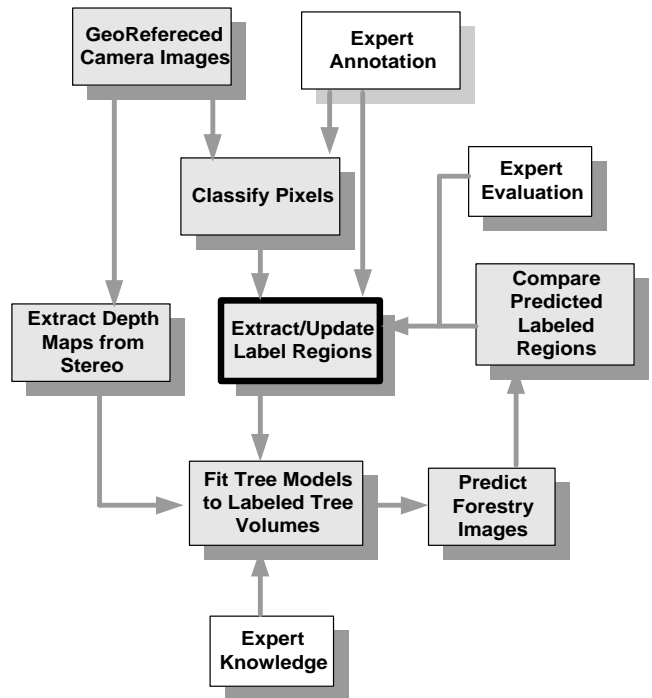 GeoRefereced
Camera Images
Expert
Annotation
Classify Pixels
Expert
Evaluation
Extract Depth
Maps from
Stereo
Extract/Update
Label Regions
Compare
Predicted
Labeled
Regions
Fit Tree Models
to Labeled Tree
Volumes
Predict
Forestry
Images
Expert
Knowledge